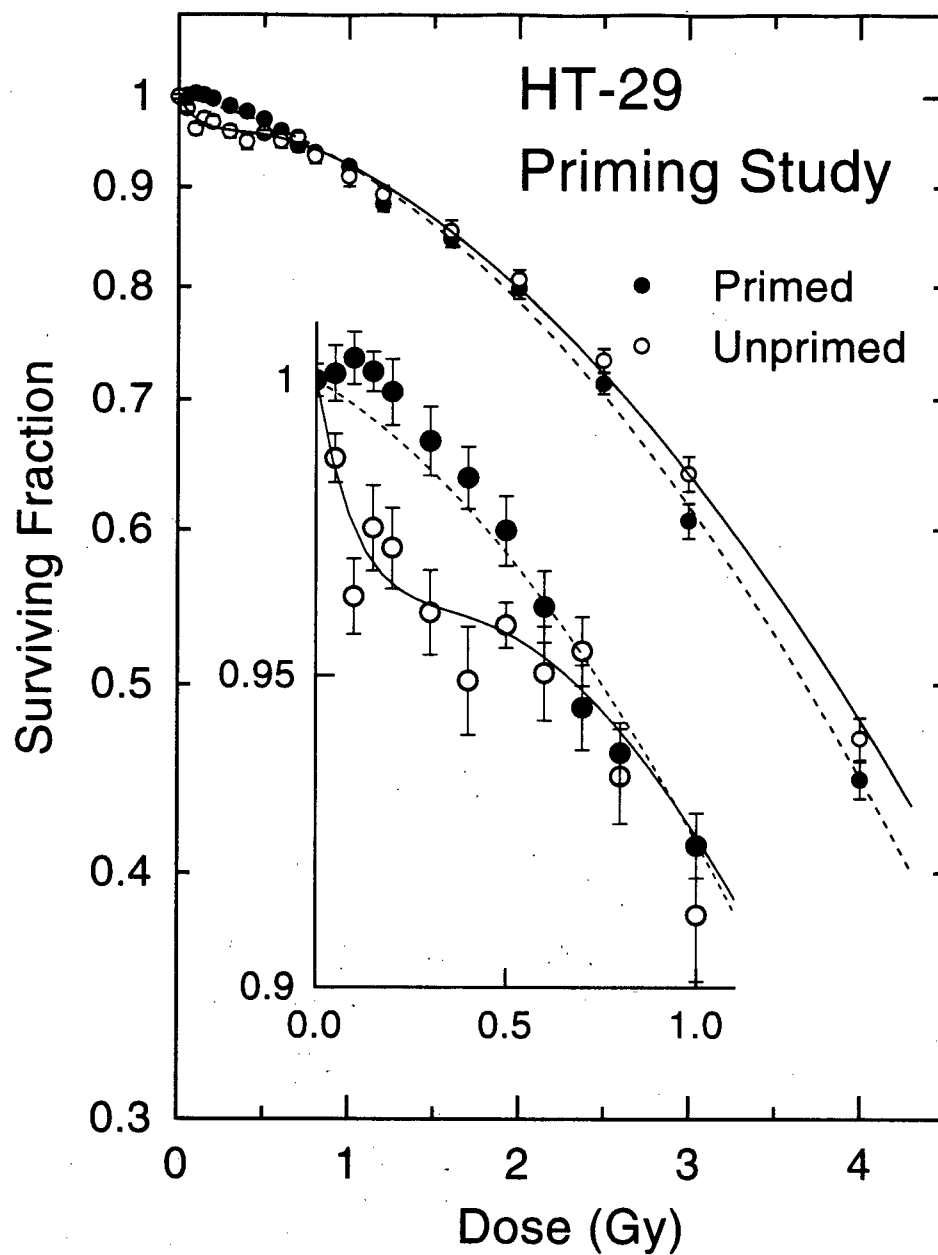 HT-29
Priming Study
Primed
Unprimed
Surviving Fraction
1
0.9
0.8
0.7
0.6
0.5
0.4
0.3
1
0.95
0.9
0.0 0.5 1.0
0 1 2 3 4
Dose (Gy)